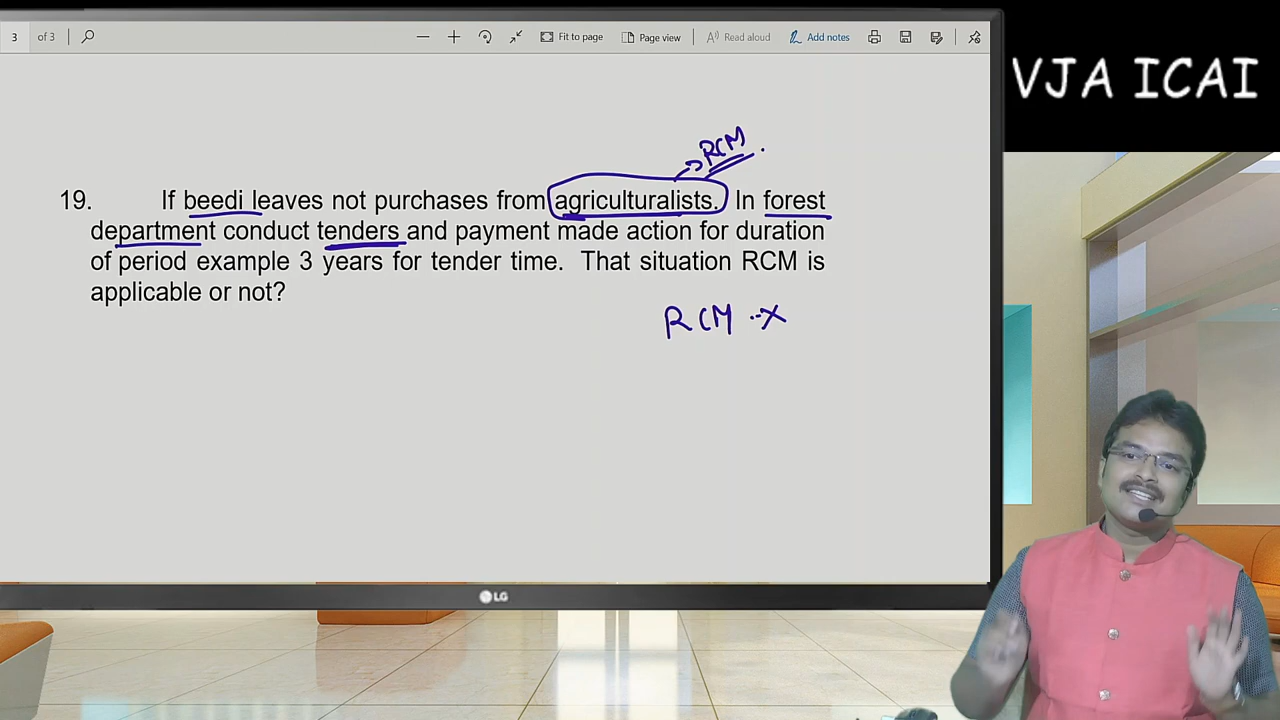 3 of 3 Fit to page Page view Read aloud Add notes
VJA ICAI
RCM.
19. If beedi leaves not purchases from agriculturalists. In forest
department conduct tenders and payment made action for duration
of period example 3 years for tender time. That situation RCM is
applicable or not?
RCM X
LG